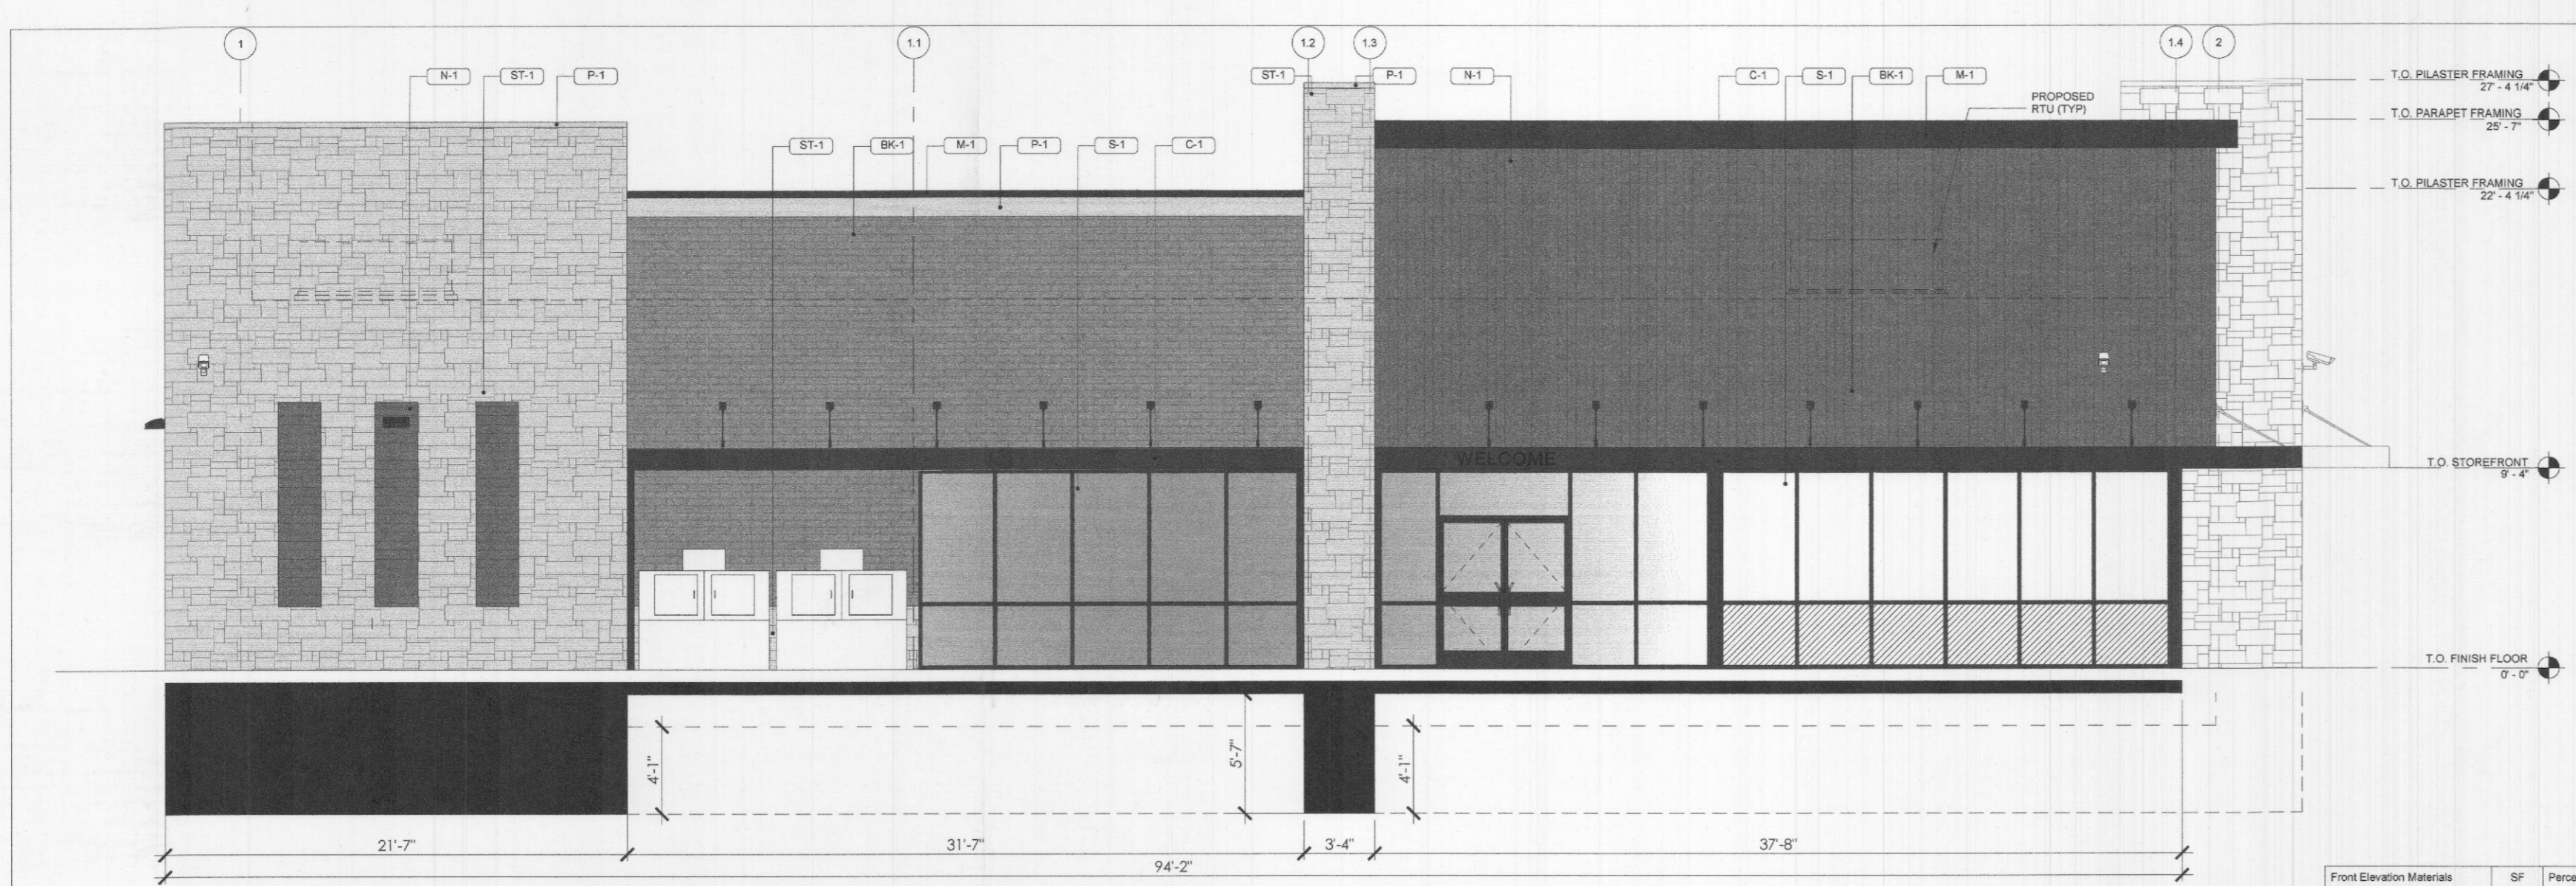 1
1.1
1.2
1.3
1.4
2
N-1
ST-1
P-1
ST-1
P-1
N-1
C-1
S-1
BK-1
M-1
PROPOSED
RTU (TYP)
ST-1
BK-1
M-1
P-1
S-1
C-1
T.O. PILASTER FRAMING
27' - 4 1/4"
T.O. PARAPET FRAMING
25' - 7"
T.O. PILASTER FRAMING
22' - 4 1/4"
WELCOME
T.O. STOREFRONT
9' - 4"
T.O. FINISH FLOOR
0' - 0"
4'-1"
5'-7"
4'-1"
21'-7"
31'-7"
3'-4"
37'-8"
94'-2"
Front Elevation Materials
SF
Perce